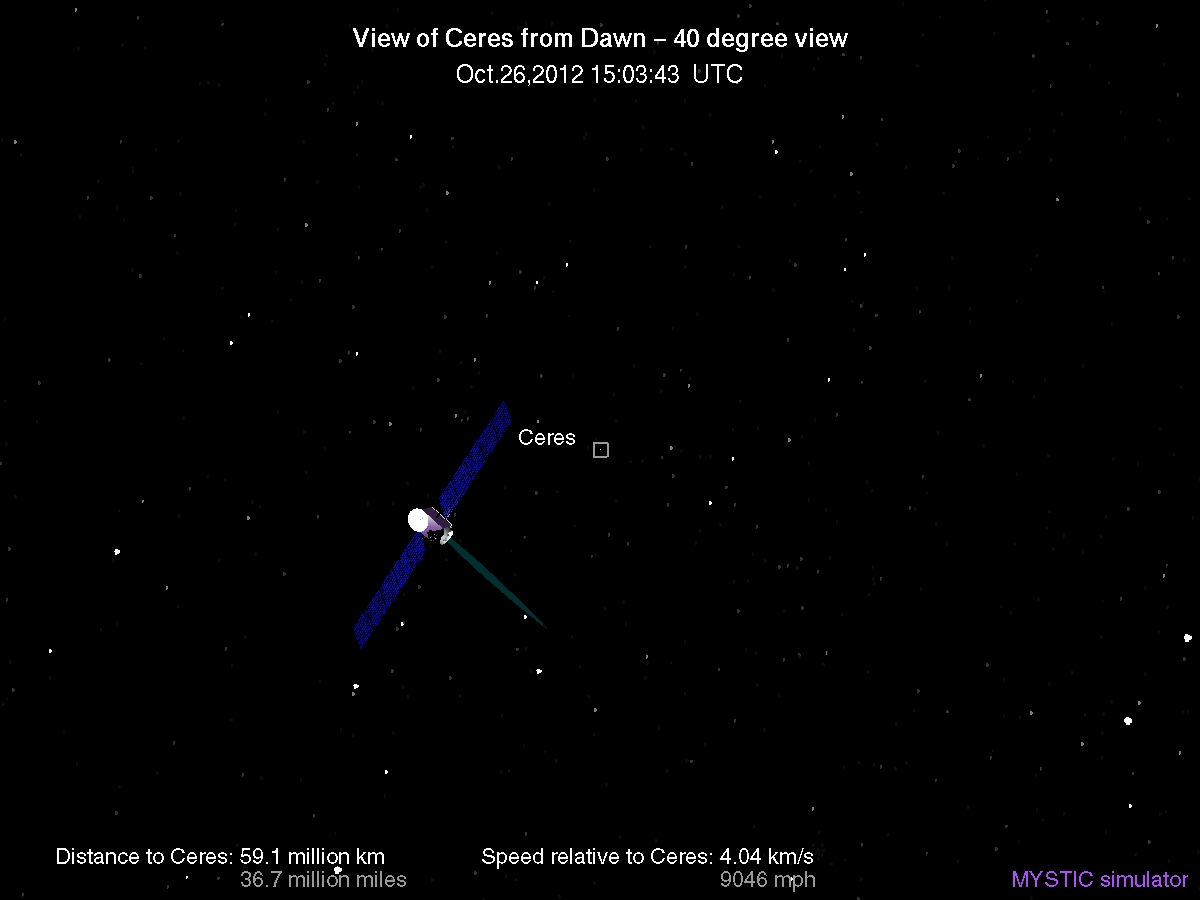 View of Ceres from Dawn – 40 degree view
Oct.26,2012 15:03:43 UTC
Ceres
Distance to Ceres: 59.1 million km
36.7 million miles
Speed relative to Ceres: 4.04 km/s
9046 mph
MYSTIC simulator